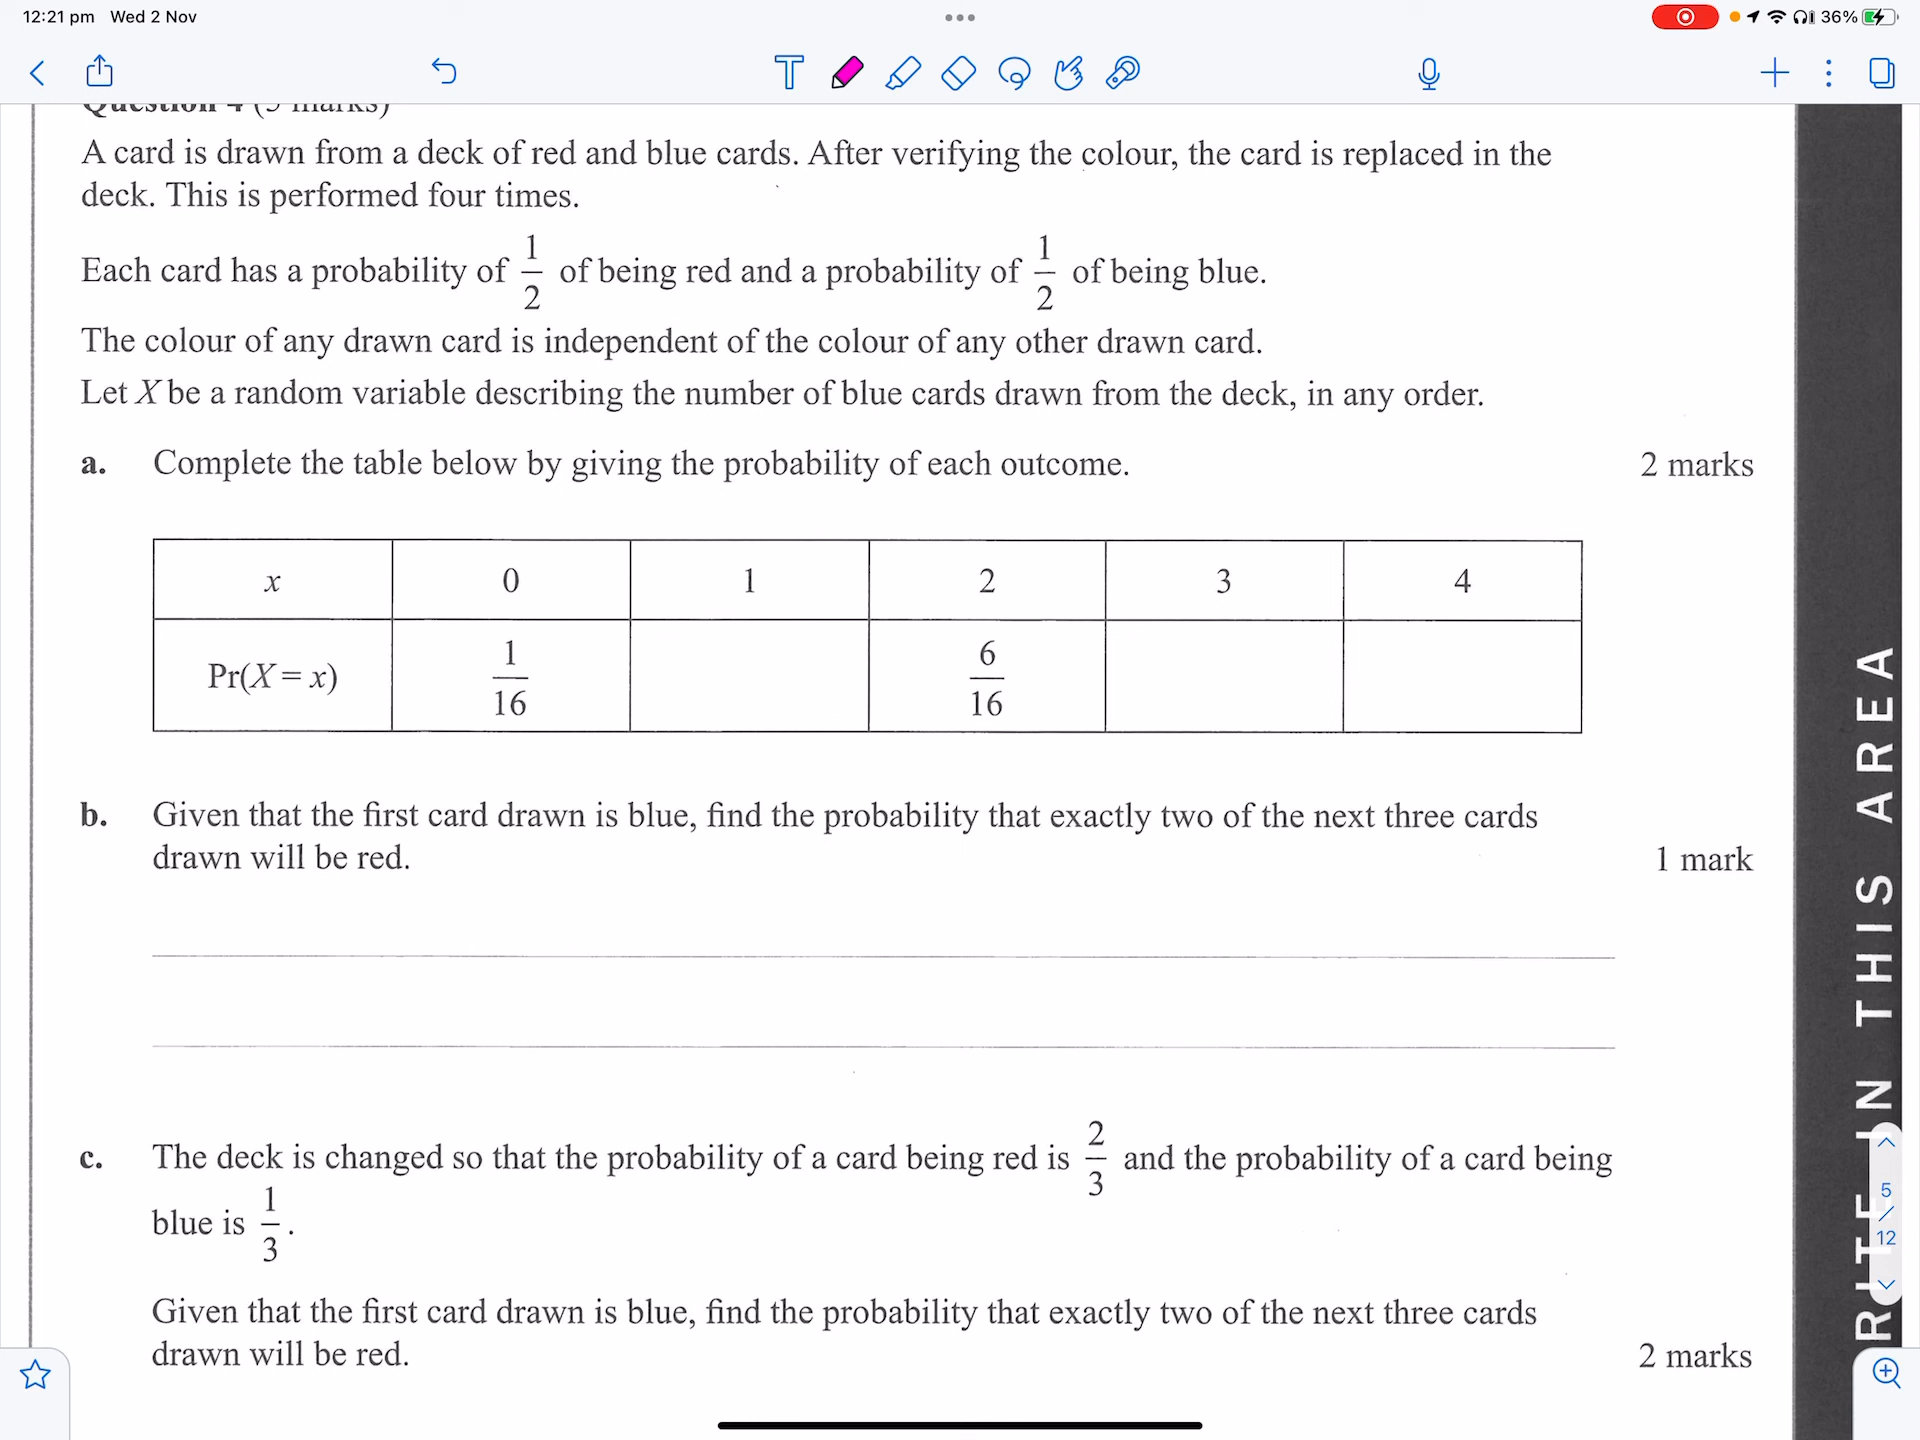 12:21 pm Wed 2 Nov
36%
Question 4 (5 marks)
A card is drawn from a deck of red and blue cards. After verifying the colour, the card is replaced in the
deck. This is performed four times.
Each card has a probability of 1/2 of being red and a probability of 1/2 of being blue.
The colour of any drawn card is independent of the colour of any other drawn card.
Let X be a random variable describing the number of blue cards drawn from the deck, in any order.
a. Complete the table below by giving the probability of each outcome. 2 marks
x 0 1 2 3 4
Pr(X = x) 1/16 6/16
b. Given that the first card drawn is blue, find the probability that exactly two of the next three cards
drawn will be red. 1 mark
c. The deck is changed so that the probability of a card being red is 2/3 and the probability of a card being
blue is 1/3.
Given that the first card drawn is blue, find the probability that exactly two of the next three cards
drawn will be red. 2 marks
THIS AREA
5
/
12